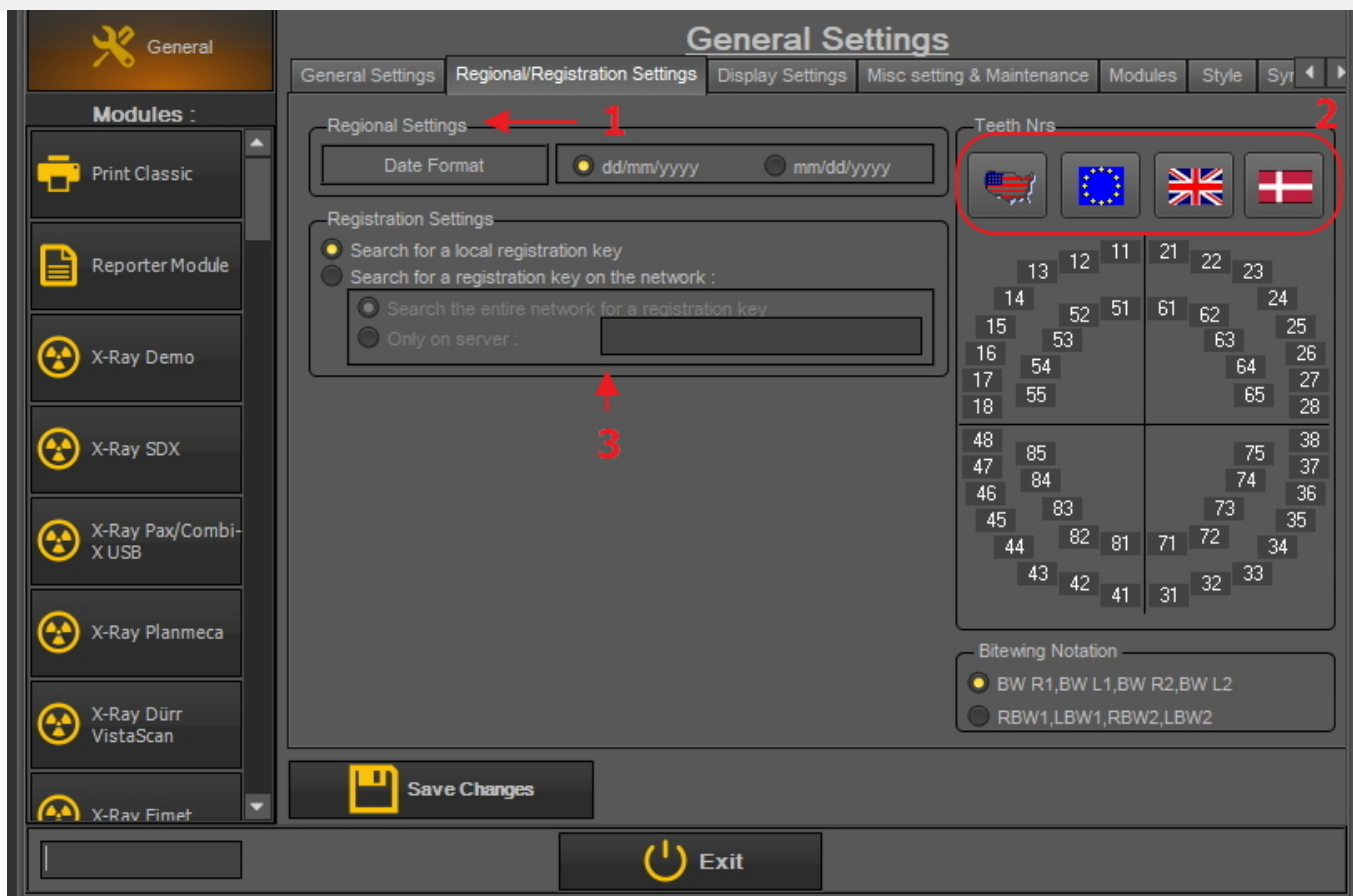 General
General Settings
General Settings
Regional/Registration Settings
Display Settings
Misc setting & Maintenance
Modules
Style
Modules :
Print Classic
Reporter Module
X-Ray Demo
X-Ray SDX
X-Ray Pax/Combi-
X USB
X-Ray Planmeca
X-Ray Dürr
VistaScan
X-Ray Fimet
Regional Settings
1
Date Format
dd/mm/yyyy
mm/dd/yyyy
Registration Settings
Search for a local registration key
Search for a registration key on the network :
Search the entire network for a registration key
Only on server :
3
Teeth Nrs
2
13 12 11 21 22 23
14 52 51 61 62 24
15 53 63 25
16 54 64 26
17 55 65 27
18 28
48 85 75 38
47 84 74 37
46 83 73 36
45 82 81 71 72 35
44 34
43 42 41 31 32 33
Bitewing Notation
BW R1,BW L1,BW R2,BW L2
RBW1,LBW1,RBW2,LBW2
Save Changes
Exit